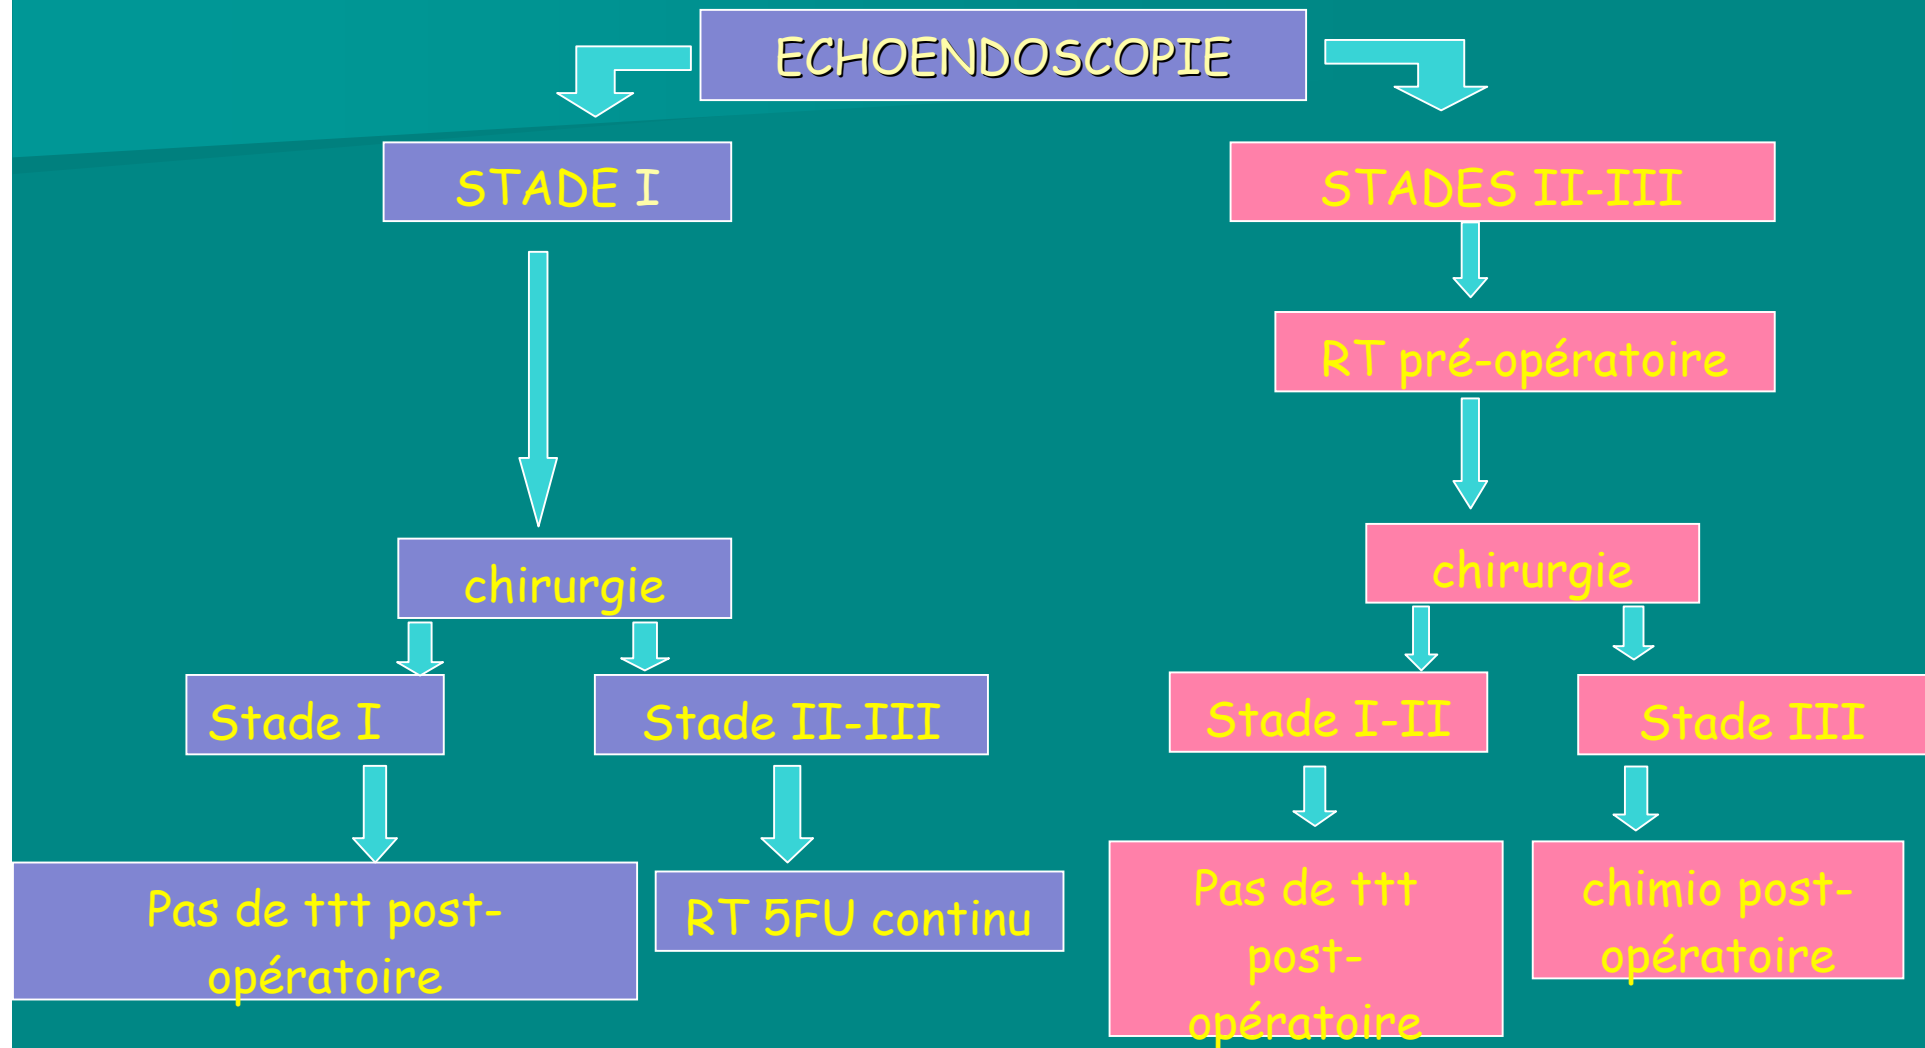 ECHOENDOSCOPIE
STADE I
STADES II-III
RT pré-opératoire
chirurgie
chirurgie
Stade I
Stade II-III
Stade I-II
Stade III
Pas de ttt post-
opératoire
RT 5FU continu
Pas de ttt
post-
opératoire
chimio post-
opératoire